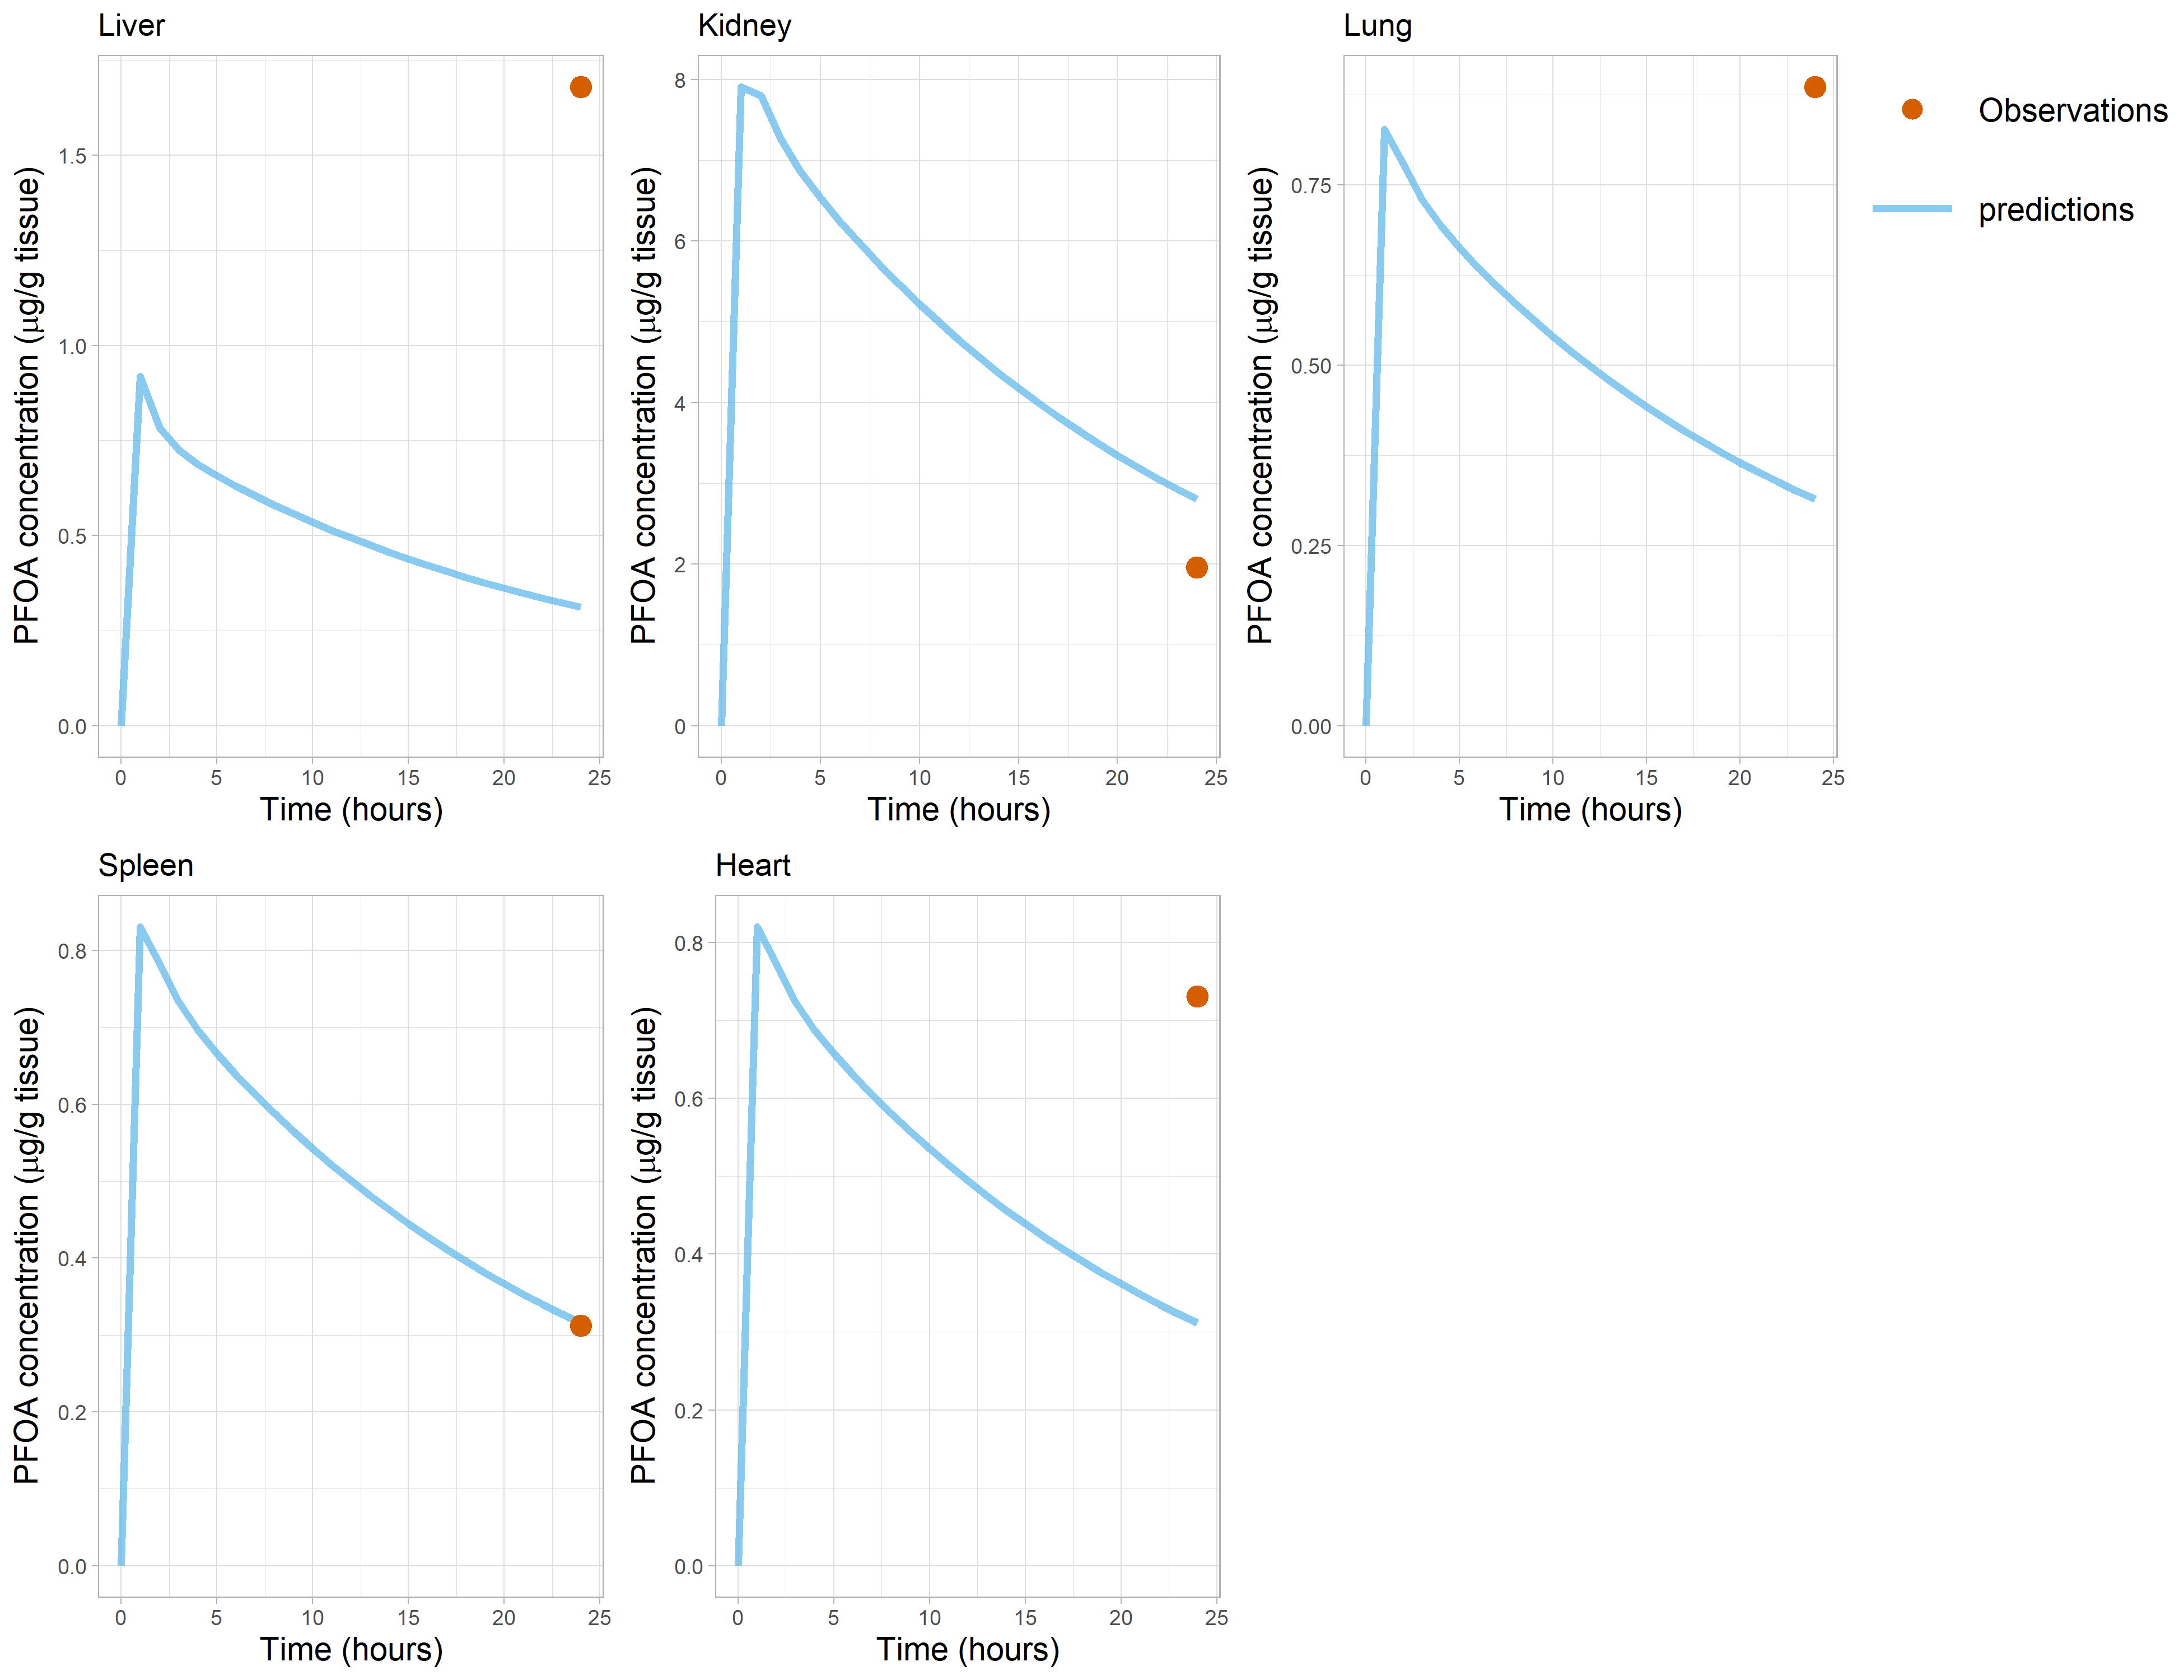 Liver
PFOA concentration (μg/g tissue)
1.5
1.0
0.5
0.0
0 5 10 15 20 25
Time (hours)
Kidney
PFOA concentration (μg/g tissue)
8
6
4
2
0
0 5 10 15 20 25
Time (hours)
Lung
PFOA concentration (μg/g tissue)
0.75
0.50
0.25
0.00
0 5 10 15 20 25
Time (hours)
Observations
predictions
Spleen
PFOA concentration (μg/g tissue)
0.8
0.6
0.4
0.2
0.0
0 5 10 15 20 25
Time (hours)
Heart
PFOA concentration (μg/g tissue)
0.8
0.6
0.4
0.2
0.0
0 5 10 15 20 25
Time (hours)